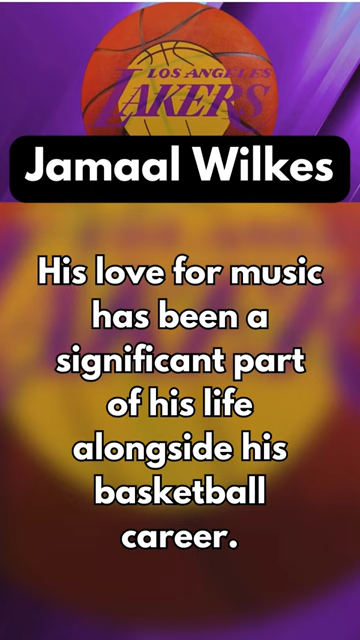 LOS ANGELES
LAKERS
Jamaal Wilkes
His love for music
has been a
significant part
of his life
alongside his
basketball
career.